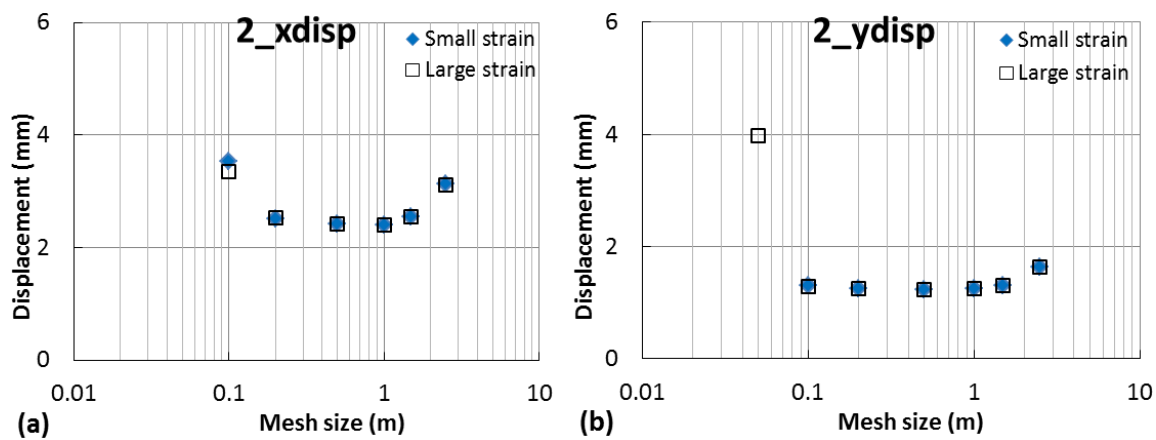 2_xdisp
Small strain
Large strain
6
4
2
0
Displacement (mm)
0.01
0.1
1
10
Mesh size (m)
(a)
2_ydisp
Small strain
Large strain
6
4
2
0
Displacement (mm)
0.01
0.1
1
10
Mesh size (m)
(b)